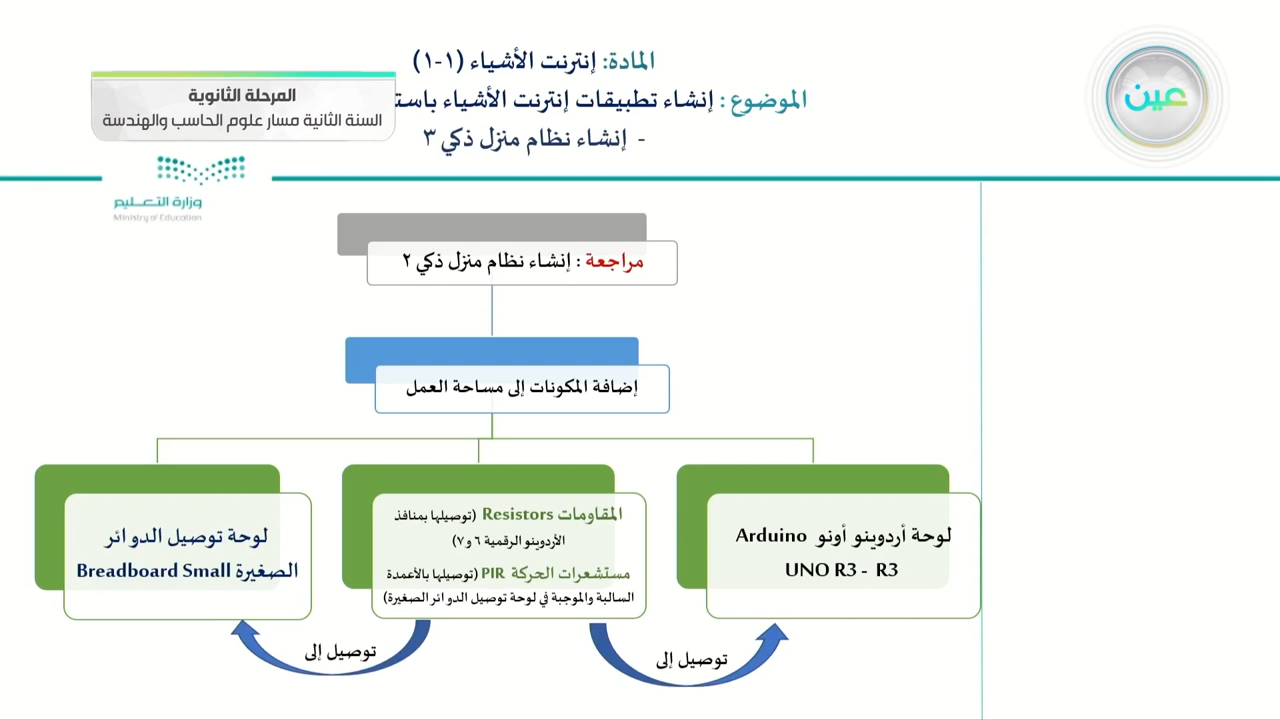 المادة: إنترنت الأشياء (١-١)
الموضوع : إنشاء تطبيقات إنترنت الأشياء
- إنشاء نظام منزل ذكي ٣
عين
المرحلة الثانوية
السنة الثانية مسار علوم الحاسب والهندسة
وزارة التعليم
Ministry of Education
مراجعة : إنشاء نظام منزل ذكي ٢
إضافة المكونات إلى مساحة العمل
لوحة أردوينو أونو Arduino
UNO R3 - R3
المقاومات Resistors (توصيلها بمنافذ
الأردوينو الرقمية ٦ و٧)
مستشعرات الحركة PIR (توصيلها بالأعمدة
السالبة والموجبة في لوحة توصيل الدوائر الصغيرة)
لوحة توصيل الدوائر
الصغيرة Breadboard Small
توصيل إلى
توصيل إلى